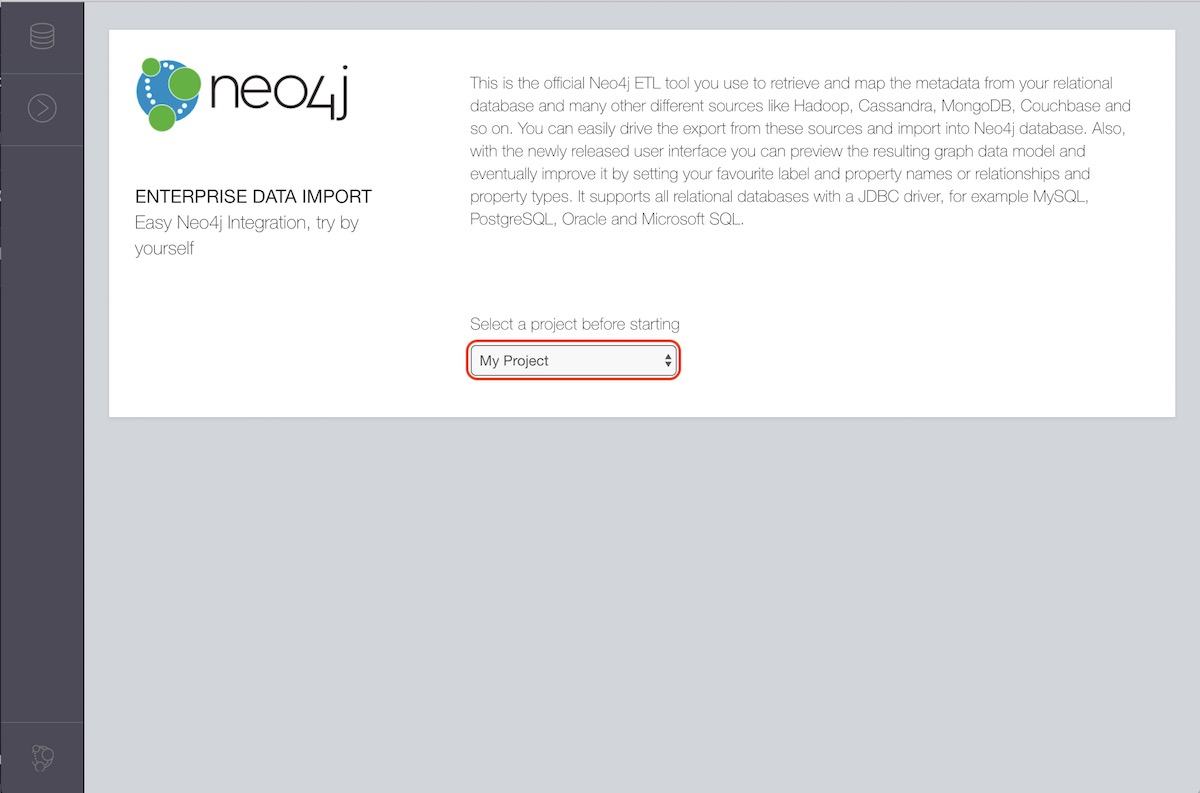 neo4j
ENTERPRISE DATA IMPORT
Easy Neo4j Integration, try by
yourself
This is the official Neo4j ETL tool you use to retrieve and map the metadata from your relational
database and many other different sources like Hadoop, Cassandra, MongoDB, Couchbase and
so on. You can easily drive the export from these sources and import into Neo4j database. Also,
with the newly released user interface you can preview the resulting graph data model and
eventually improve it by setting your favourite label and property names or relationships and
property types. It supports all relational databases with a JDBC driver, for example MySQL,
PostgreSQL, Oracle and Microsoft SQL.
Select a project before starting
My Project